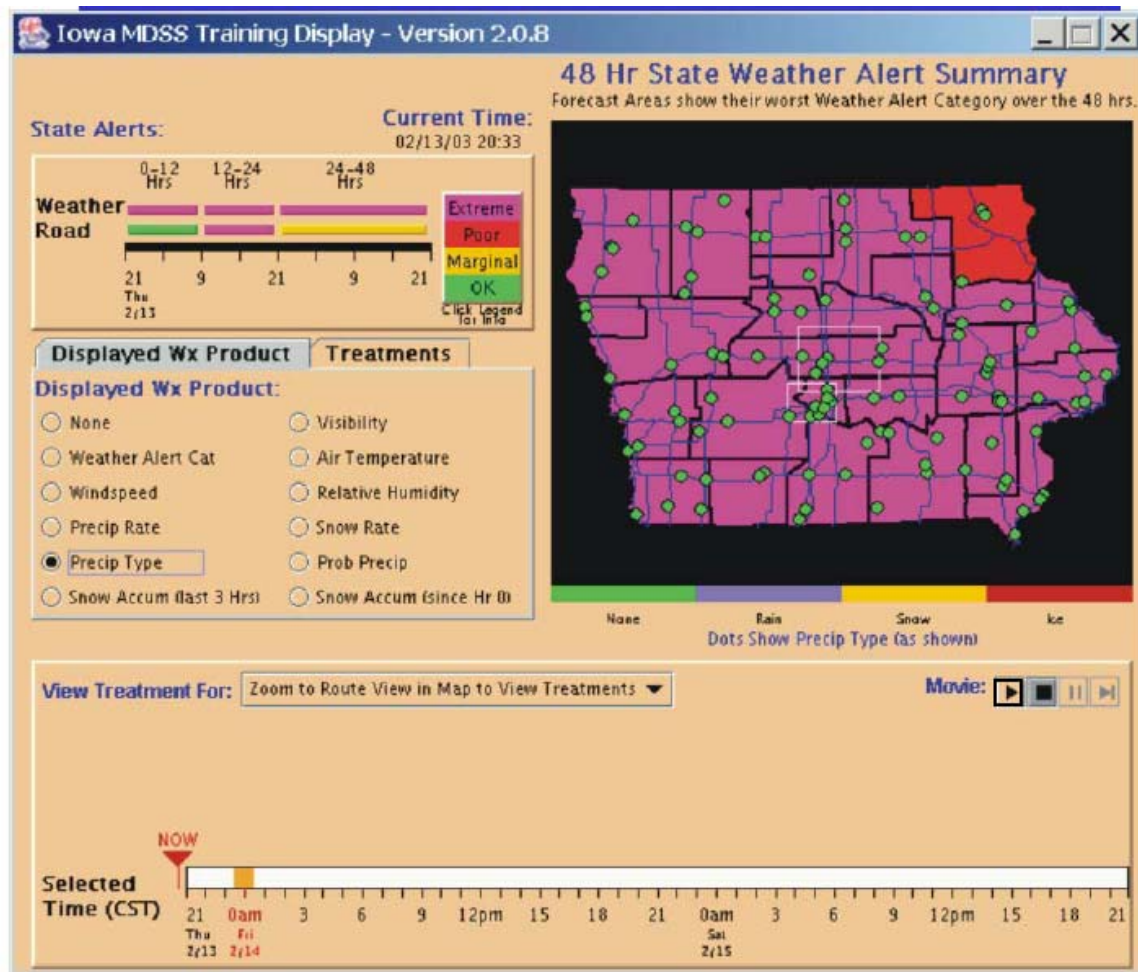 Iowa MDSS Training Display - Version 2.0.8
48 Hr State Weather Alert Summary
Forecast Areas show their worst Weather Alert Category over the 48 hrs.
State Alerts:
Current Time:
02/13/03 20:33
0-12 Hrs
12-24 Hrs
24-48 Hrs
Weather
Road
21 9 21 9 21
Thu
2/13
Extreme
Poor
Marginal
OK
Click Legend
for Info
Displayed Wx Product
Treatments
Displayed Wx Product:
None
Visibility
Weather Alert Cat
Air Temperature
Windspeed
Relative Humidity
Precip Rate
Snow Rate
Precip Type
Prob Precip
Snow Accum (last 3 Hrs)
Snow Accum (since Hr 0)
None Rain Snow Ice
Dots Show Precip Type (as shown)
View Treatment For:
Zoom to Route View in Map to View Treatments
Movie:
NOW
Selected
Time (CST)
21 0am 3 6 9 12pm 15 18 21 0am 3 6 9 12pm 15 18 21
Thu Fri Sat
2/13 2/14 2/15